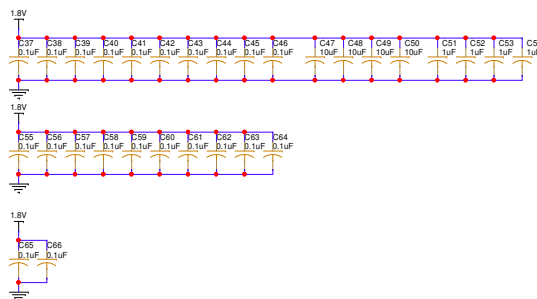 1.8V
C37 C38 C39 C40 C41 C42 C43 C44 C45 C46 C47 C48 C49 C50 C51 C52 C53
0.1uF 0.1uF 0.1uF 0.1uF 0.1uF 0.1uF 0.1uF 0.1uF 0.1uF 0.1uF 10uF 10uF 10uF 10uF 1uF 1uF 1uF
1.8V
C55 C56 C57 C58 C59 C60 C61 C62 C63 C64
0.1uF 0.1uF 0.1uF 0.1uF 0.1uF 0.1uF 0.1uF 0.1uF 0.1uF 0.1uF
1.8V
C65 C66
0.1uF 0.1uF